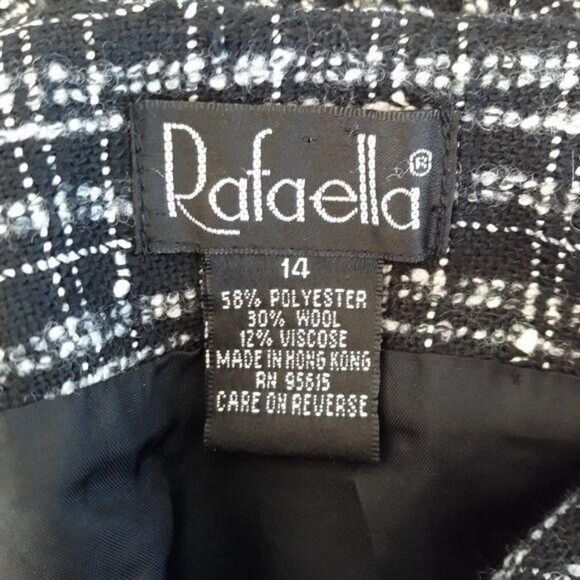 Rafaella®
14
58% POLYESTER
30% WOOL
12% VISCOSE
MADE IN HONG KONG
RN 95615
CARE ON REVERSE